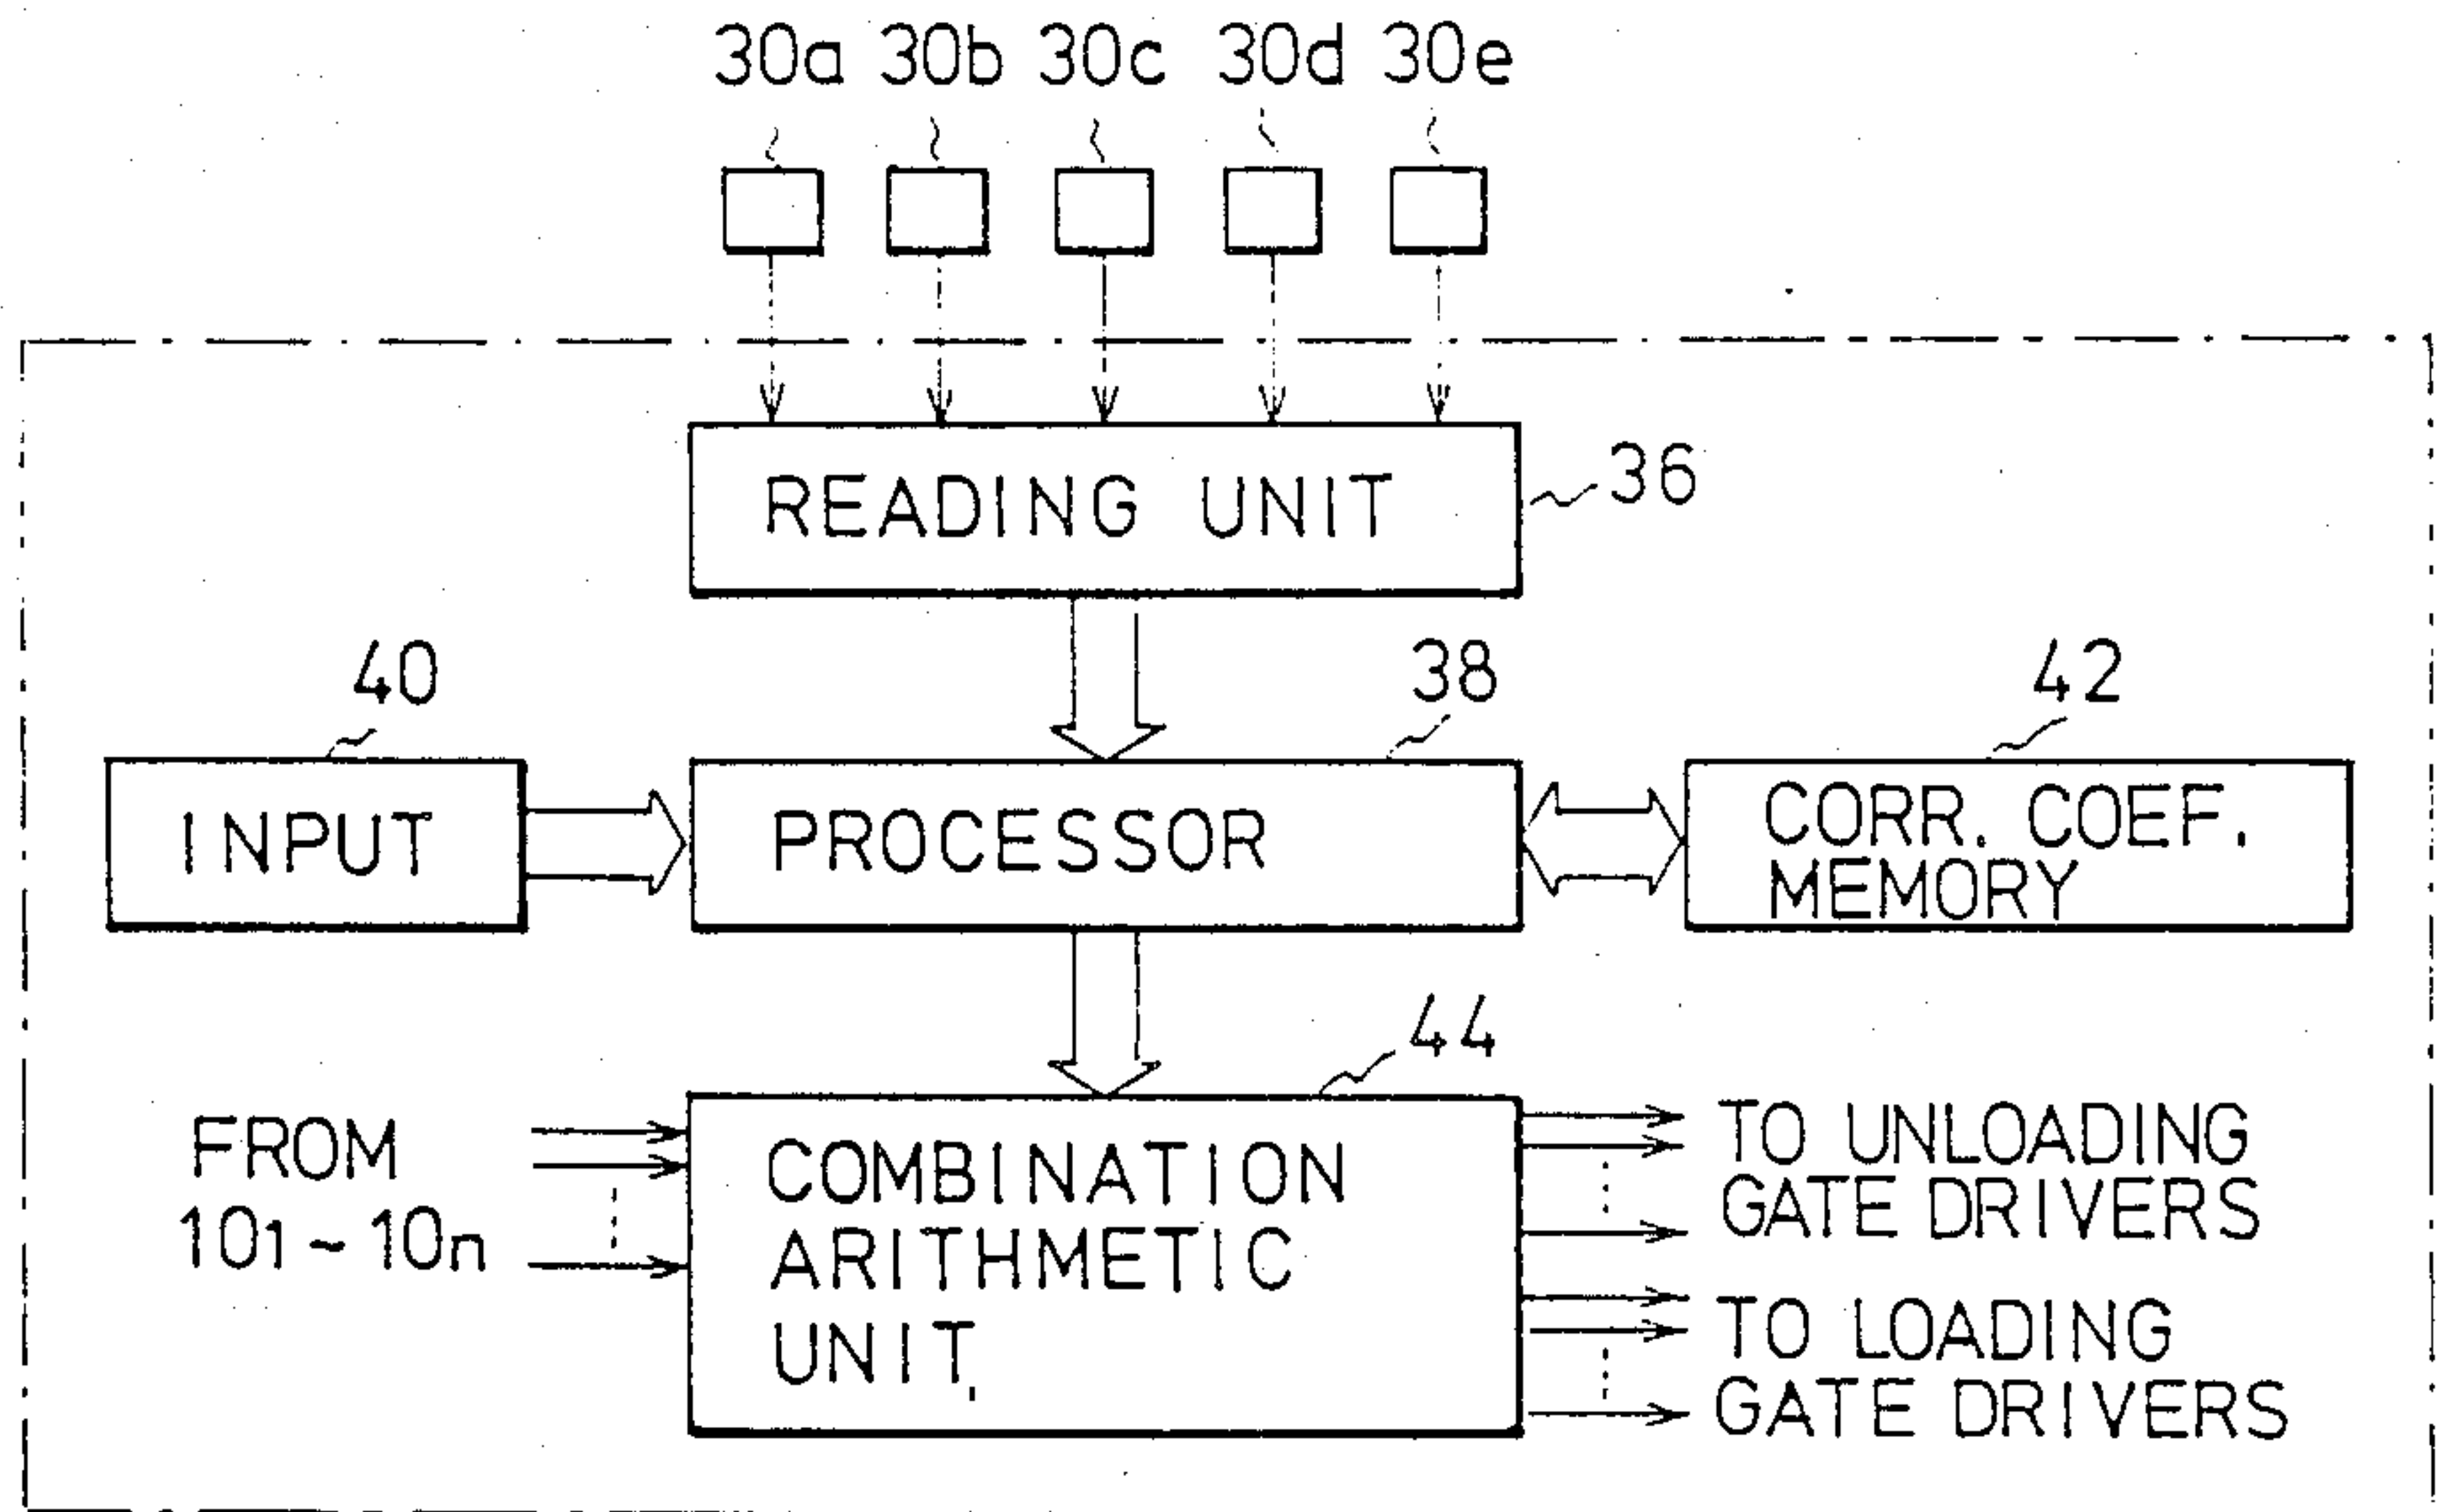 30a 30b 30c 30d 30e
READING UNIT
36
40
38
42
INPUT
PROCESSOR
CORR. COEF.
MEMORY
44
FROM
101~10n
COMBINATION
ARITHMETIC
UNIT
TO UNLOADING
GATE DRIVERS
TO LOADING
GATE DRIVERS